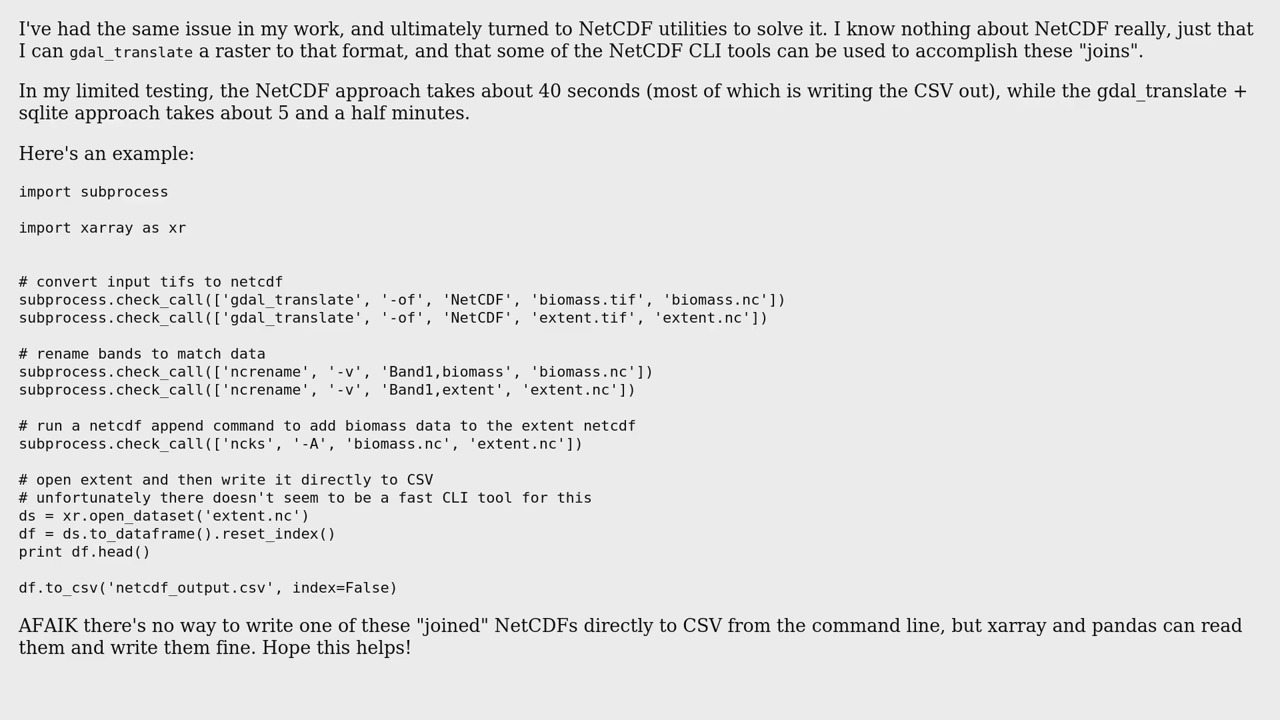 I've had the same issue in my work, and ultimately turned to NetCDF utilities to solve it. I know nothing about NetCDF really, just that
I can gdal_translate a raster to that format, and that some of the NetCDF CLI tools can be used to accomplish these "joins".
In my limited testing, the NetCDF approach takes about 40 seconds (most of which is writing the CSV out), while the gdal_translate +
sqlite approach takes about 5 and a half minutes.
Here's an example:
import subprocess
import xarray as xr
# convert input tifs to netcdf
subprocess.check_call(['gdal_translate', '-of', 'NetCDF', 'biomass.tif', 'biomass.nc'])
subprocess.check_call(['gdal_translate', '-of', 'NetCDF', 'extent.tif', 'extent.nc'])
# rename bands to match data
subprocess.check_call(['ncrename', '-v', 'Band1,biomass', 'biomass.nc'])
subprocess.check_call(['ncrename', '-v', 'Band1,extent', 'extent.nc'])
# run a netcdf append command to add biomass data to the extent netcdf
subprocess.check_call(['ncks', '-A', 'biomass.nc', 'extent.nc'])
# open extent and then write it directly to CSV
# unfortunately there doesn't seem to be a fast CLI tool for this
ds = xr.open_dataset('extent.nc')
df = ds.to_dataframe().reset_index()
print df.head()
df.to_csv('netcdf_output.csv', index=False)
AFAIK there's no way to write one of these "joined" NetCDFs directly to CSV from the command line, but xarray and pandas can read
them and write them fine. Hope this helps!